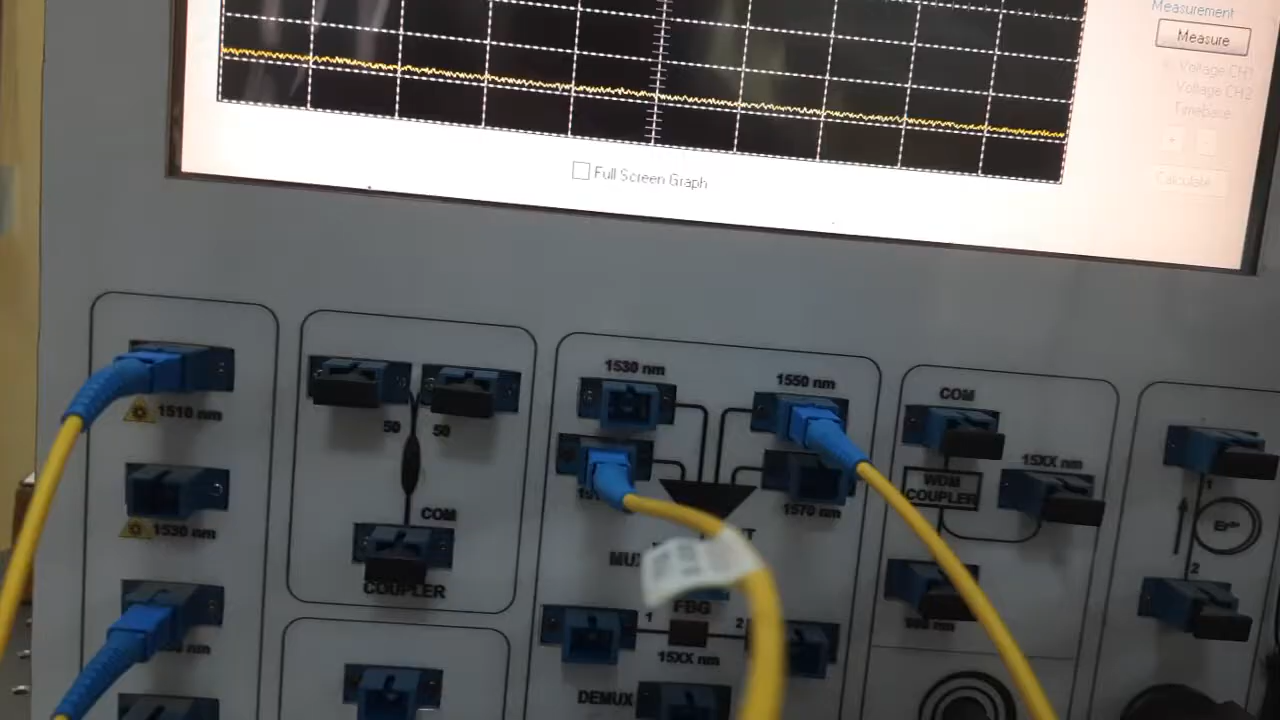 Measurement
Measure
Voltage CH1
Voltage CH2
Timebase
Calculate
Full Screen Graph
1510 nm
1530 nm
50
50
COM
COUPLER
1530 nm
1550 nm
1570 nm
MUX
1
FBG
2
15XX nm
DEMUX
COM
15XX nm
WDM
COUPLER
1
2